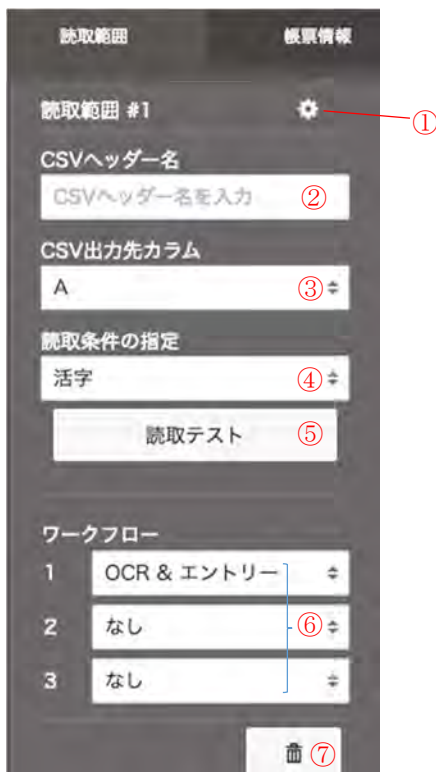 読取範囲 帳票情報
読取範囲 #1
①
CSVヘッダー名
CSVヘッダー名を入力 ②
CSV出力先カラム
A ③
読取条件の指定
活字 ④
読取テスト ⑤
ワークフロー
1 OCR & エントリー
2 なし ⑥
3 なし
⑦